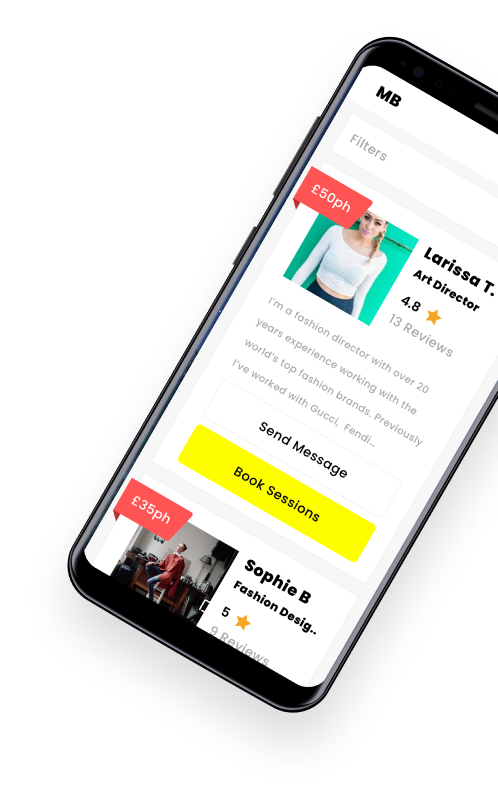 MB
Filters
£50ph
Larissa T.
Art Director
4.8
13 Reviews
I'm a fashion director with over 20
years experience working with the
world's top fashion brands. Previously
I've worked with Gucci, Fendi...
Send Message
Book Sessions
£35ph
Sophie B
Fashion Desig..
5
9 Reviews